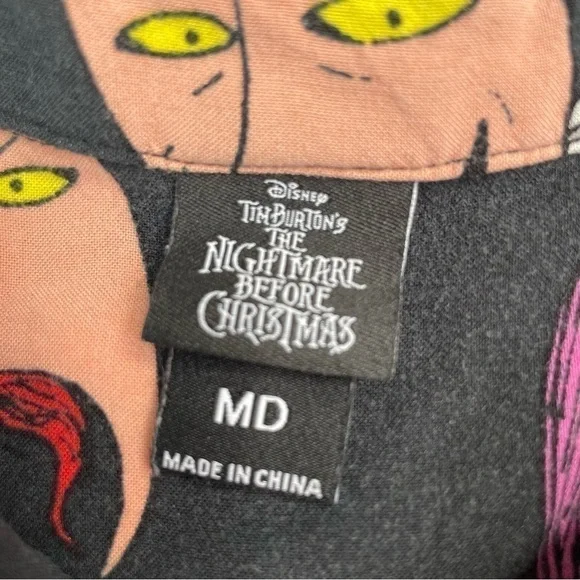 Disney
Tim Burton's
THE
NIGHTMARE
BEFORE
CHRISTMAS
MD
MADE IN CHINA